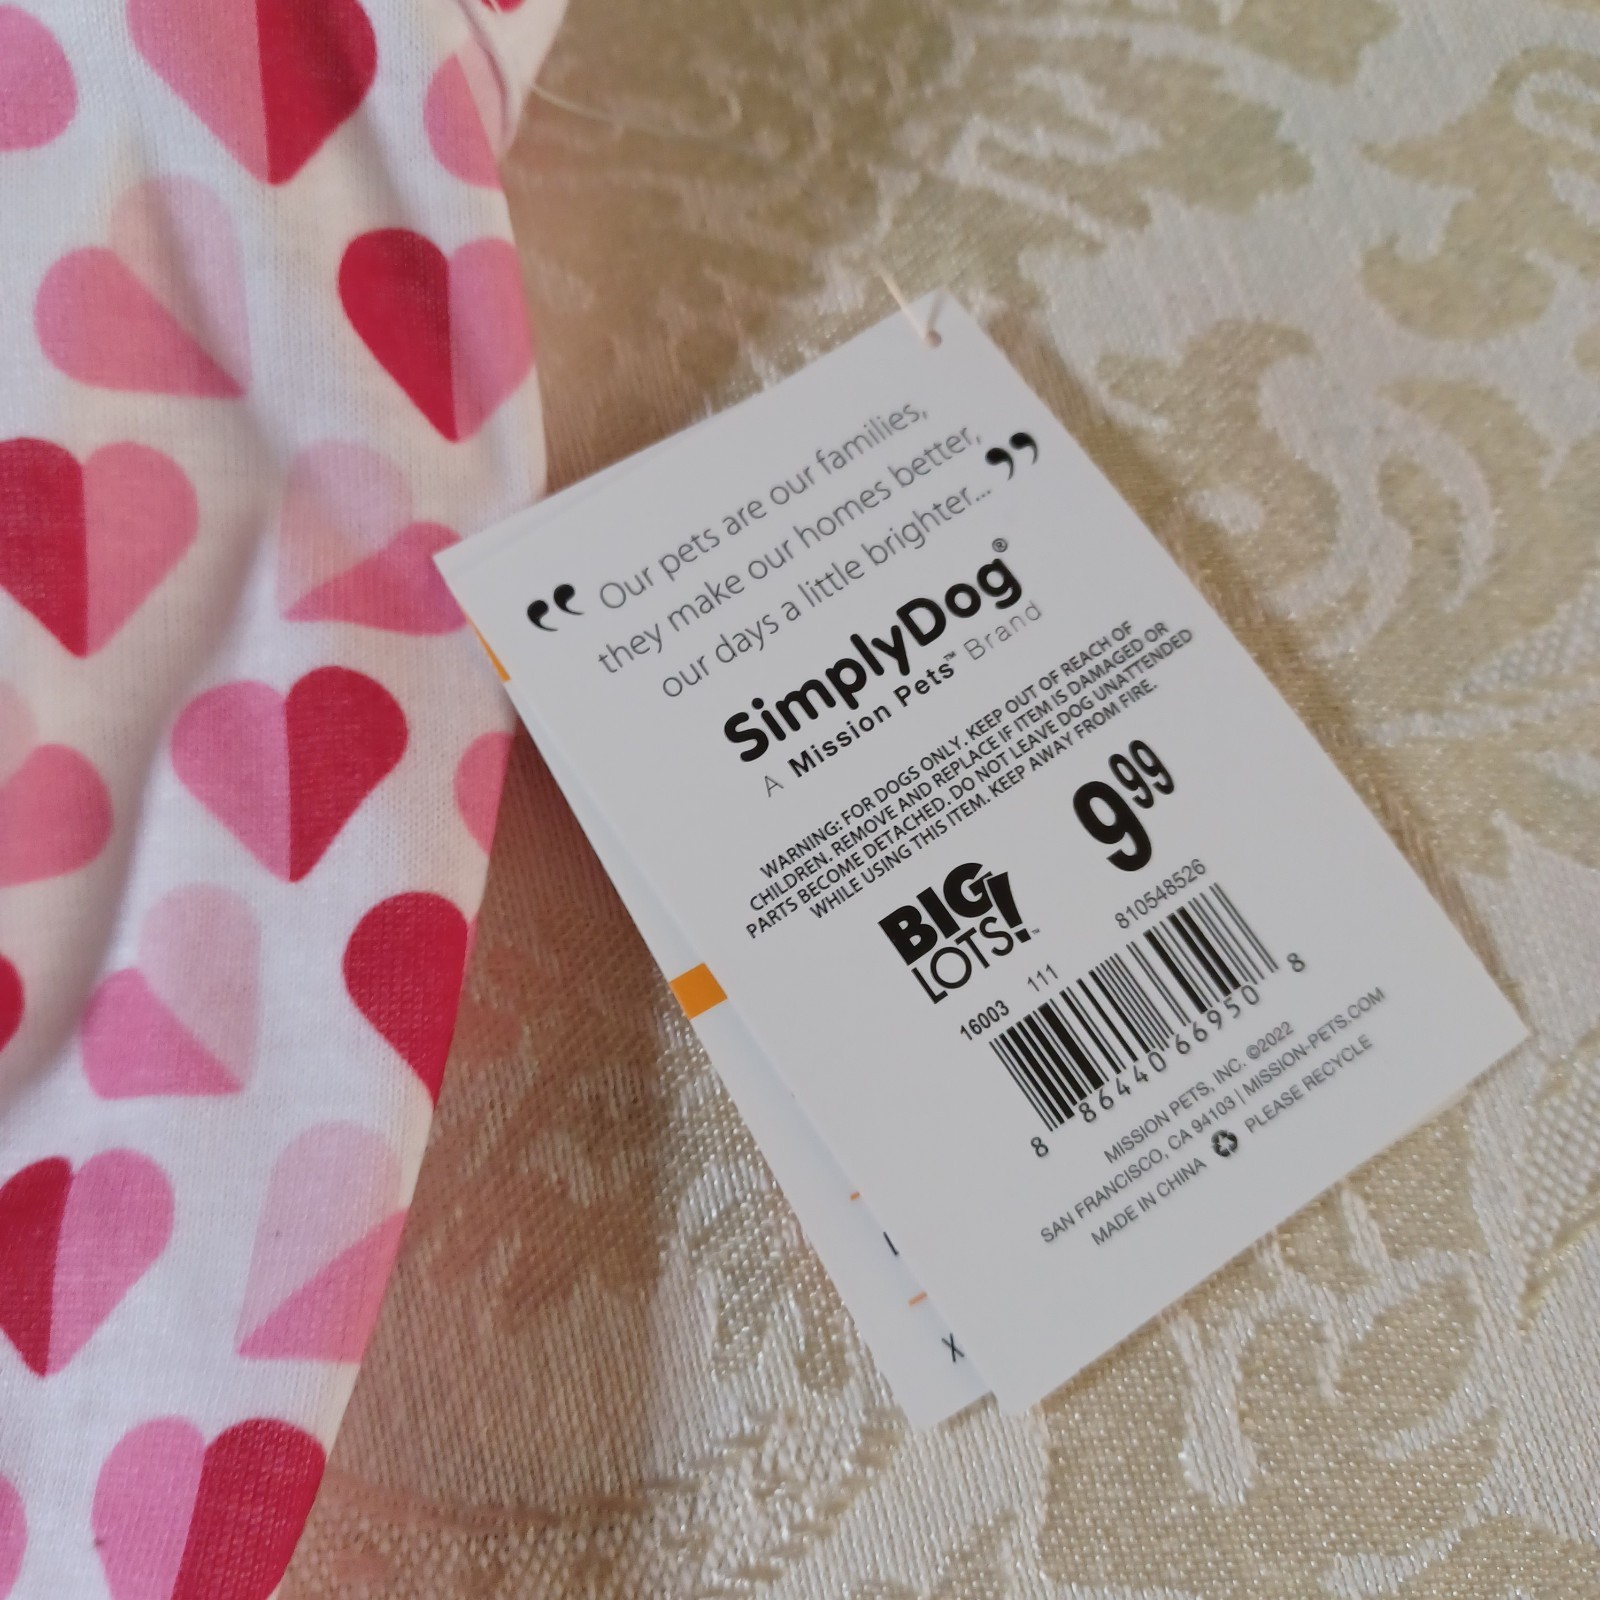 “ Our pets are our families,
they make our homes better,
our days a little brighter... ”
SimplyDog®
A Mission Pets™ Brand
WARNING: FOR DOGS ONLY. KEEP OUT OF REACH OF
CHILDREN. REMOVE AND REPLACE IF ITEM IS DAMAGED OR
PARTS BECOME DETACHED. DO NOT LEAVE DOG UNATTENDED
WHILE USING THIS ITEM. KEEP AWAY FROM FIRE.
9.99
BIG
LOTS!™
810548526
16003 111
8 86440 66950 8
MISSION PETS, INC. ©2022
SAN FRANCISCO, CA 94103 | MISSION-PETS.COM
MADE IN CHINA ♻ PLEASE RECYCLE
X